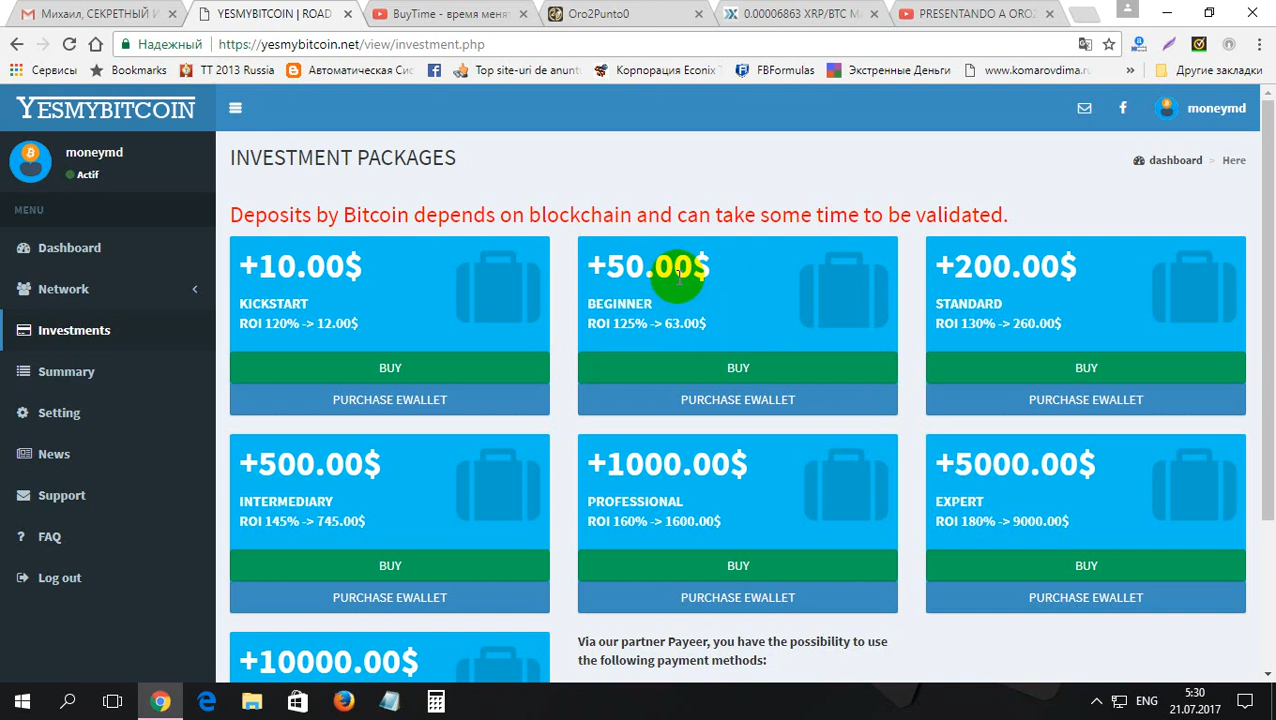 Михаил, СЕКРЕТНЫЙ И
YESMYBITCOIN | ROAD
BuyTime - время меня
Oro2Punto0
0.00006863 XRP/BTC M
PRESENTANDO A ORO2
Надежный
https://yesmybitcoin.net/view/investment.php
Сервисы
Bookmarks
TT 2013 Russia
Автоматическая Сис
Top site-uri de anunt
Корпорация Econix
FBFormulas
Экстренные Деньги
www.komarovdima.ru
»
Другие закладки
YESMYBITCOIN
moneymd
moneymd
Actif
MENU
Dashboard
Network
Investments
Summary
Setting
News
Support
FAQ
Log out
INVESTMENT PACKAGES
dashboard > Here
Deposits by Bitcoin depends on blockchain and can take some time to be validated.
+10.00$
KICKSTART
ROI 120% -> 12.00$
BUY
PURCHASE EWALLET
+50.00$
BEGINNER
ROI 125% -> 63.00$
BUY
PURCHASE EWALLET
+200.00$
STANDARD
ROI 130% -> 260.00$
BUY
PURCHASE EWALLET
+500.00$
INTERMEDIARY
ROI 145% -> 745.00$
BUY
PURCHASE EWALLET
+1000.00$
PROFESSIONAL
ROI 160% -> 1600.00$
BUY
PURCHASE EWALLET
+5000.00$
EXPERT
ROI 180% -> 9000.00$
BUY
PURCHASE EWALLET
+10000.00$
Via our partner Payeer, you have the possibility to use
the following payment methods:
ENG
5:30
21.07.2017